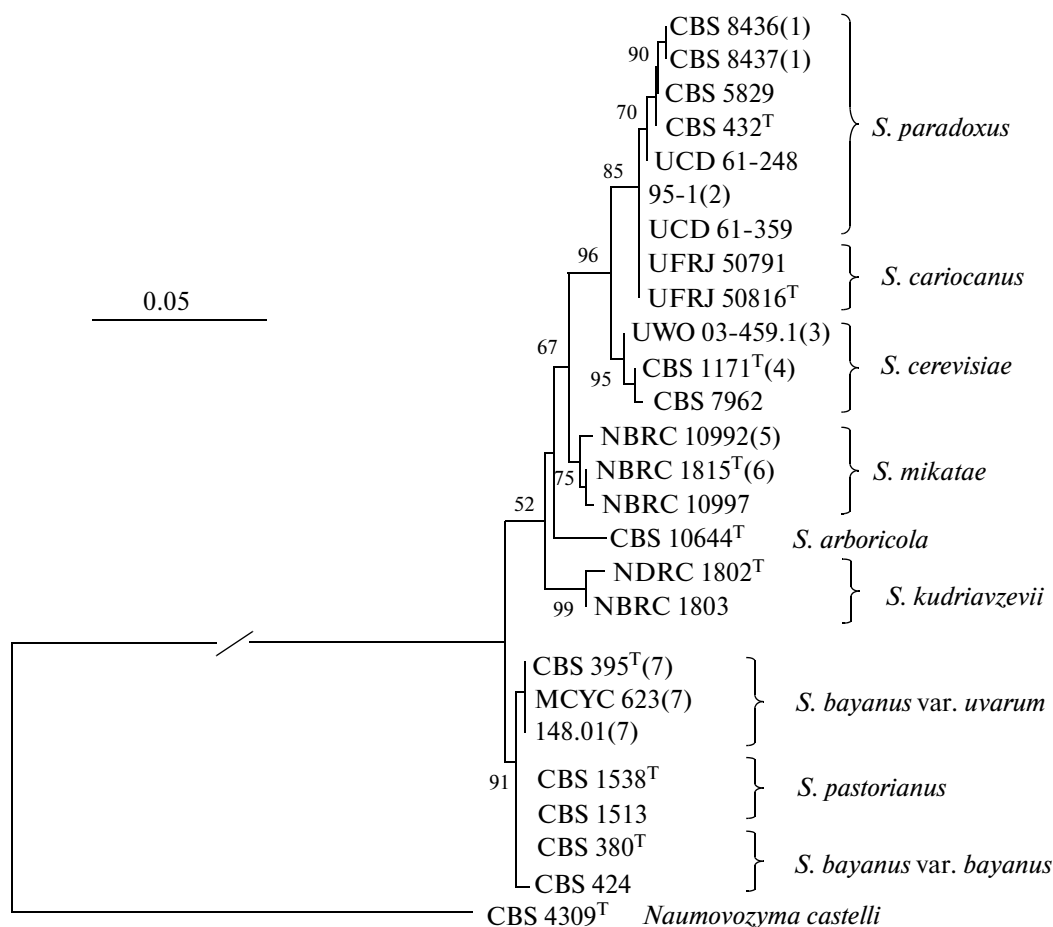 CBS 8436(1)
90
CBS 8437(1)
CBS 5829
70
CBS 432T
S. paradoxus
UCD 61-248
85
95-1(2)
UCD 61-359
96
UFRJ 50791
S. cariocanus
UFRJ 50816T
0.05
UWO 03-459.1(3)
67
CBS 1171T(4)
S. cerevisiae
95
CBS 7962
NBRC 10992(5)
NBRC 1815T(6)
S. mikatae
75
NBRC 10997
52
CBS 10644T
S. arboricola
NDRC 1802T
S. kudriavzevii
99
NBRC 1803
CBS 395T(7)
MCYC 623(7)
S. bayanus var. uvarum
148.01(7)
91
CBS 1538T
S. pastorianus
CBS 1513
CBS 380T
S. bayanus var. bayanus
CBS 424
CBS 4309T
Naumovozyma castelli